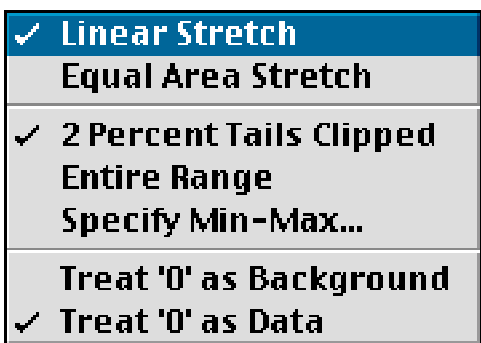 ✓ Linear Stretch
Equal Area Stretch
✓ 2 Percent Tails Clipped
Entire Range
Specify Min-Max...
Treat '0' as Background
✓ Treat '0' as Data